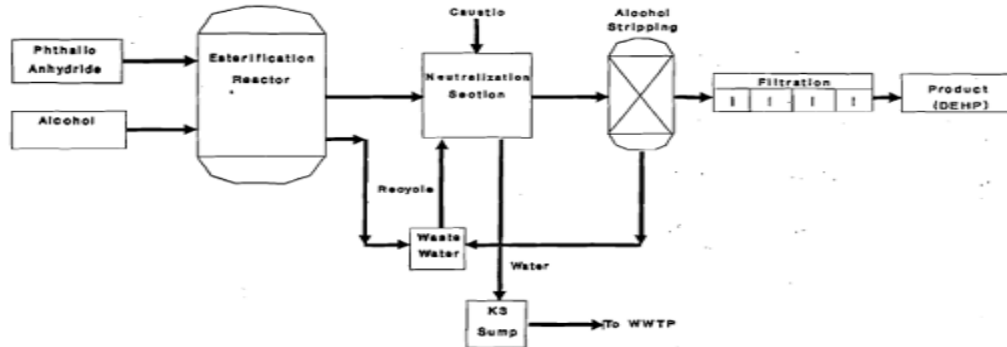 Caustic
Alcohol
Stripping
Phthalic
Anhydride
Esterification
Reactor
Neutralization
Section
Filtration
Product
(DEHP)
Alcohol
Recycle
Waste
Water
Water
K3
Sump
To WWTP